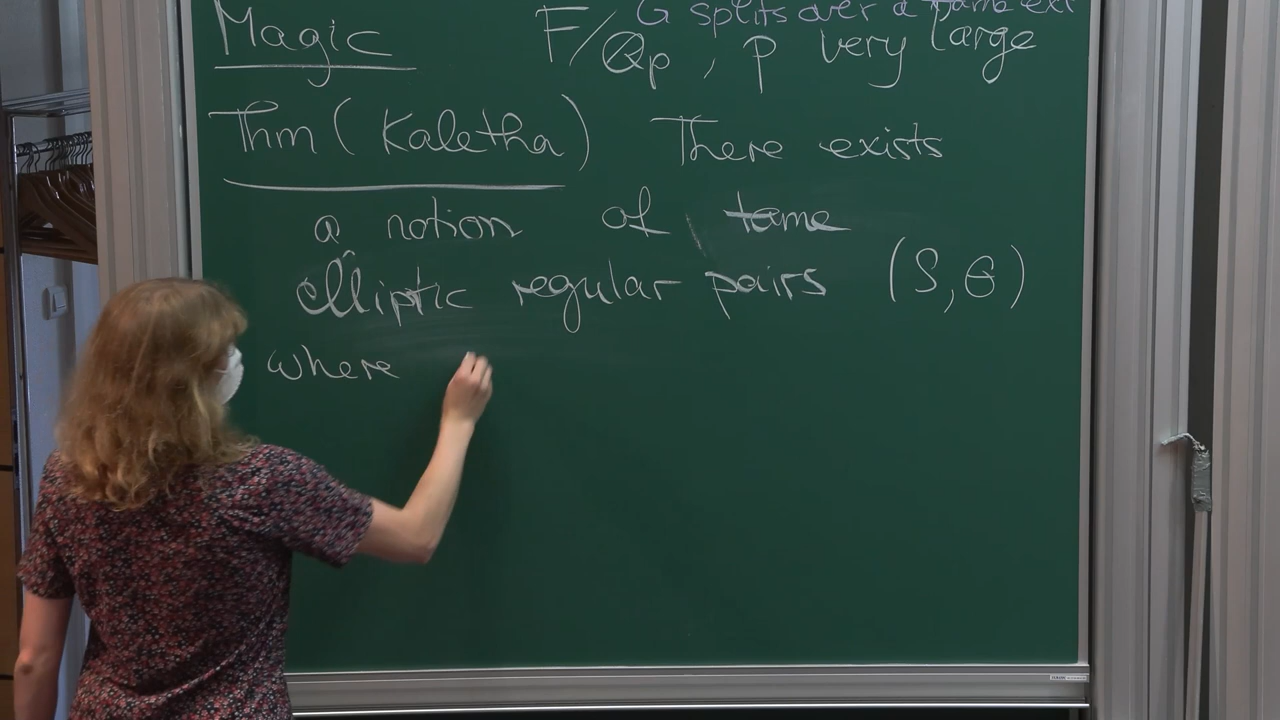 G splits over a tame ext
Magic F/ℚp , p very large
Thm (Kaletha) There exists
a notion of tame
elliptic regular pairs (S, θ)
where